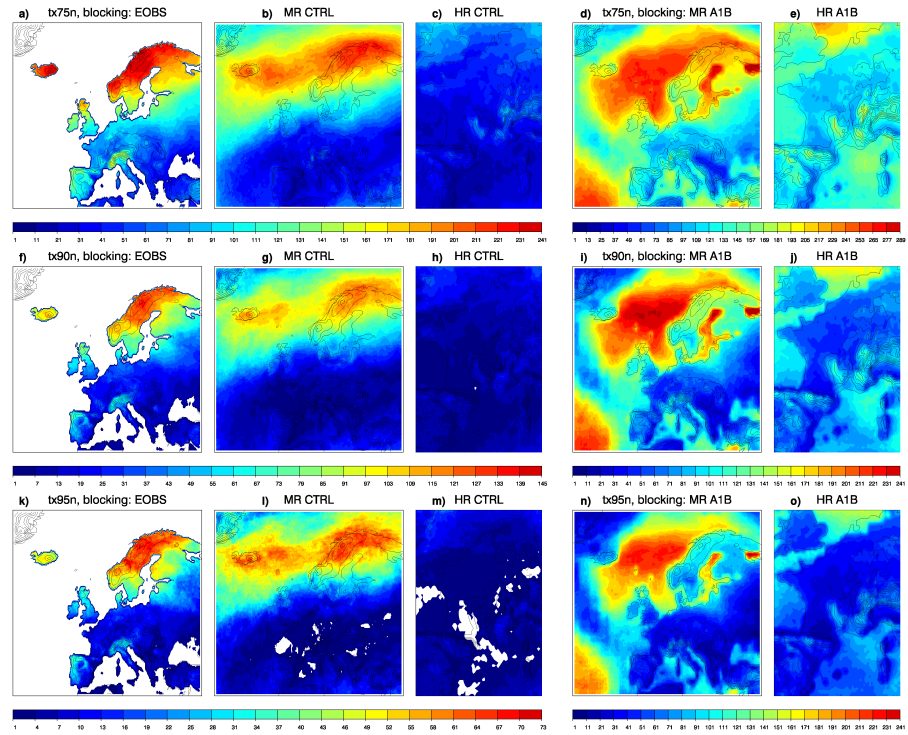 a) tx75n, blocking: EOBS b) MR CTRL c) HR CTRL d) tx75n, blocking: MR A1B e) HR A1B
1 11 21 31 41 51 61 71 81 91 101 111 121 131 141 151 161 171 181 191 201 211 221 231 241 1 13 25 37 49 61 73 85 97 109 121 133 145 157 169 181 193 205 217 229 241 253 265 277 289
f) tx90n, blocking: EOBS g) MR CTRL h) HR CTRL i) tx90n, blocking: MR A1B j) HR A1B
1 7 13 19 25 31 37 43 49 55 61 67 73 79 85 91 97 103 109 115 121 127 133 139 145 1 11 21 31 41 51 61 71 81 91 101 111 121 131 141 151 161 171 181 191 201 211 221 231 241
k) tx95n, blocking: EOBS l) MR CTRL m) HR CTRL n) tx95n, blocking: MR A1B o) HR A1B
1 4 7 10 13 16 19 22 25 28 31 34 37 40 43 46 49 52 55 58 61 64 67 70 73 1 11 21 31 41 51 61 71 81 91 101 111 121 131 141 151 161 171 181 191 201 211 221 231 241